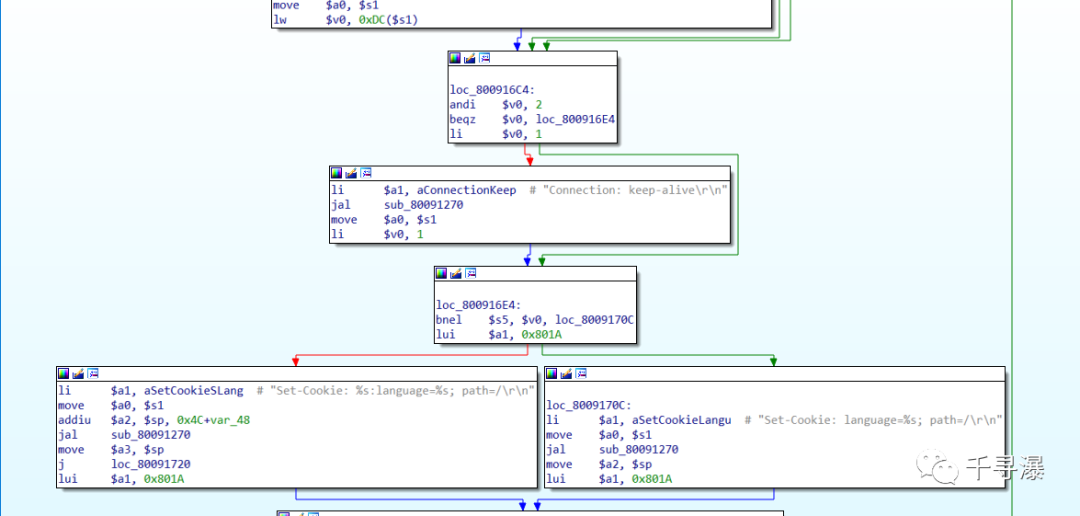 move    $a0, $s1
lw      $v0, 0xDC($s1)
loc_800916C4:
andi    $v0, 2
beqz    $v0, loc_800916E4
li      $v0, 1
li      $a1, aConnectionKeep  # "Connection: keep-alive\r\n"
jal     sub_80091270
move    $a0, $s1
li      $v0, 1
loc_800916E4:
bnel    $s5, $v0, loc_8009170C
lui     $a1, 0x801A
li      $a1, aSetCookieSLang  # "Set-Cookie: %s:language=%s; path=/\r\n"
move    $a0, $s1
addiu   $a2, $sp, 0x4C+var_48
jal     sub_80091270
move    $a3, $sp
j       loc_80091720
lui     $a1, 0x801A
loc_8009170C:
li      $a1, aSetCookieLangu  # "Set-Cookie: language=%s; path=/\r\n"
move    $a0, $s1
jal     sub_80091270
move    $a2, $sp
lui     $a1, 0x801A
千寻瀑